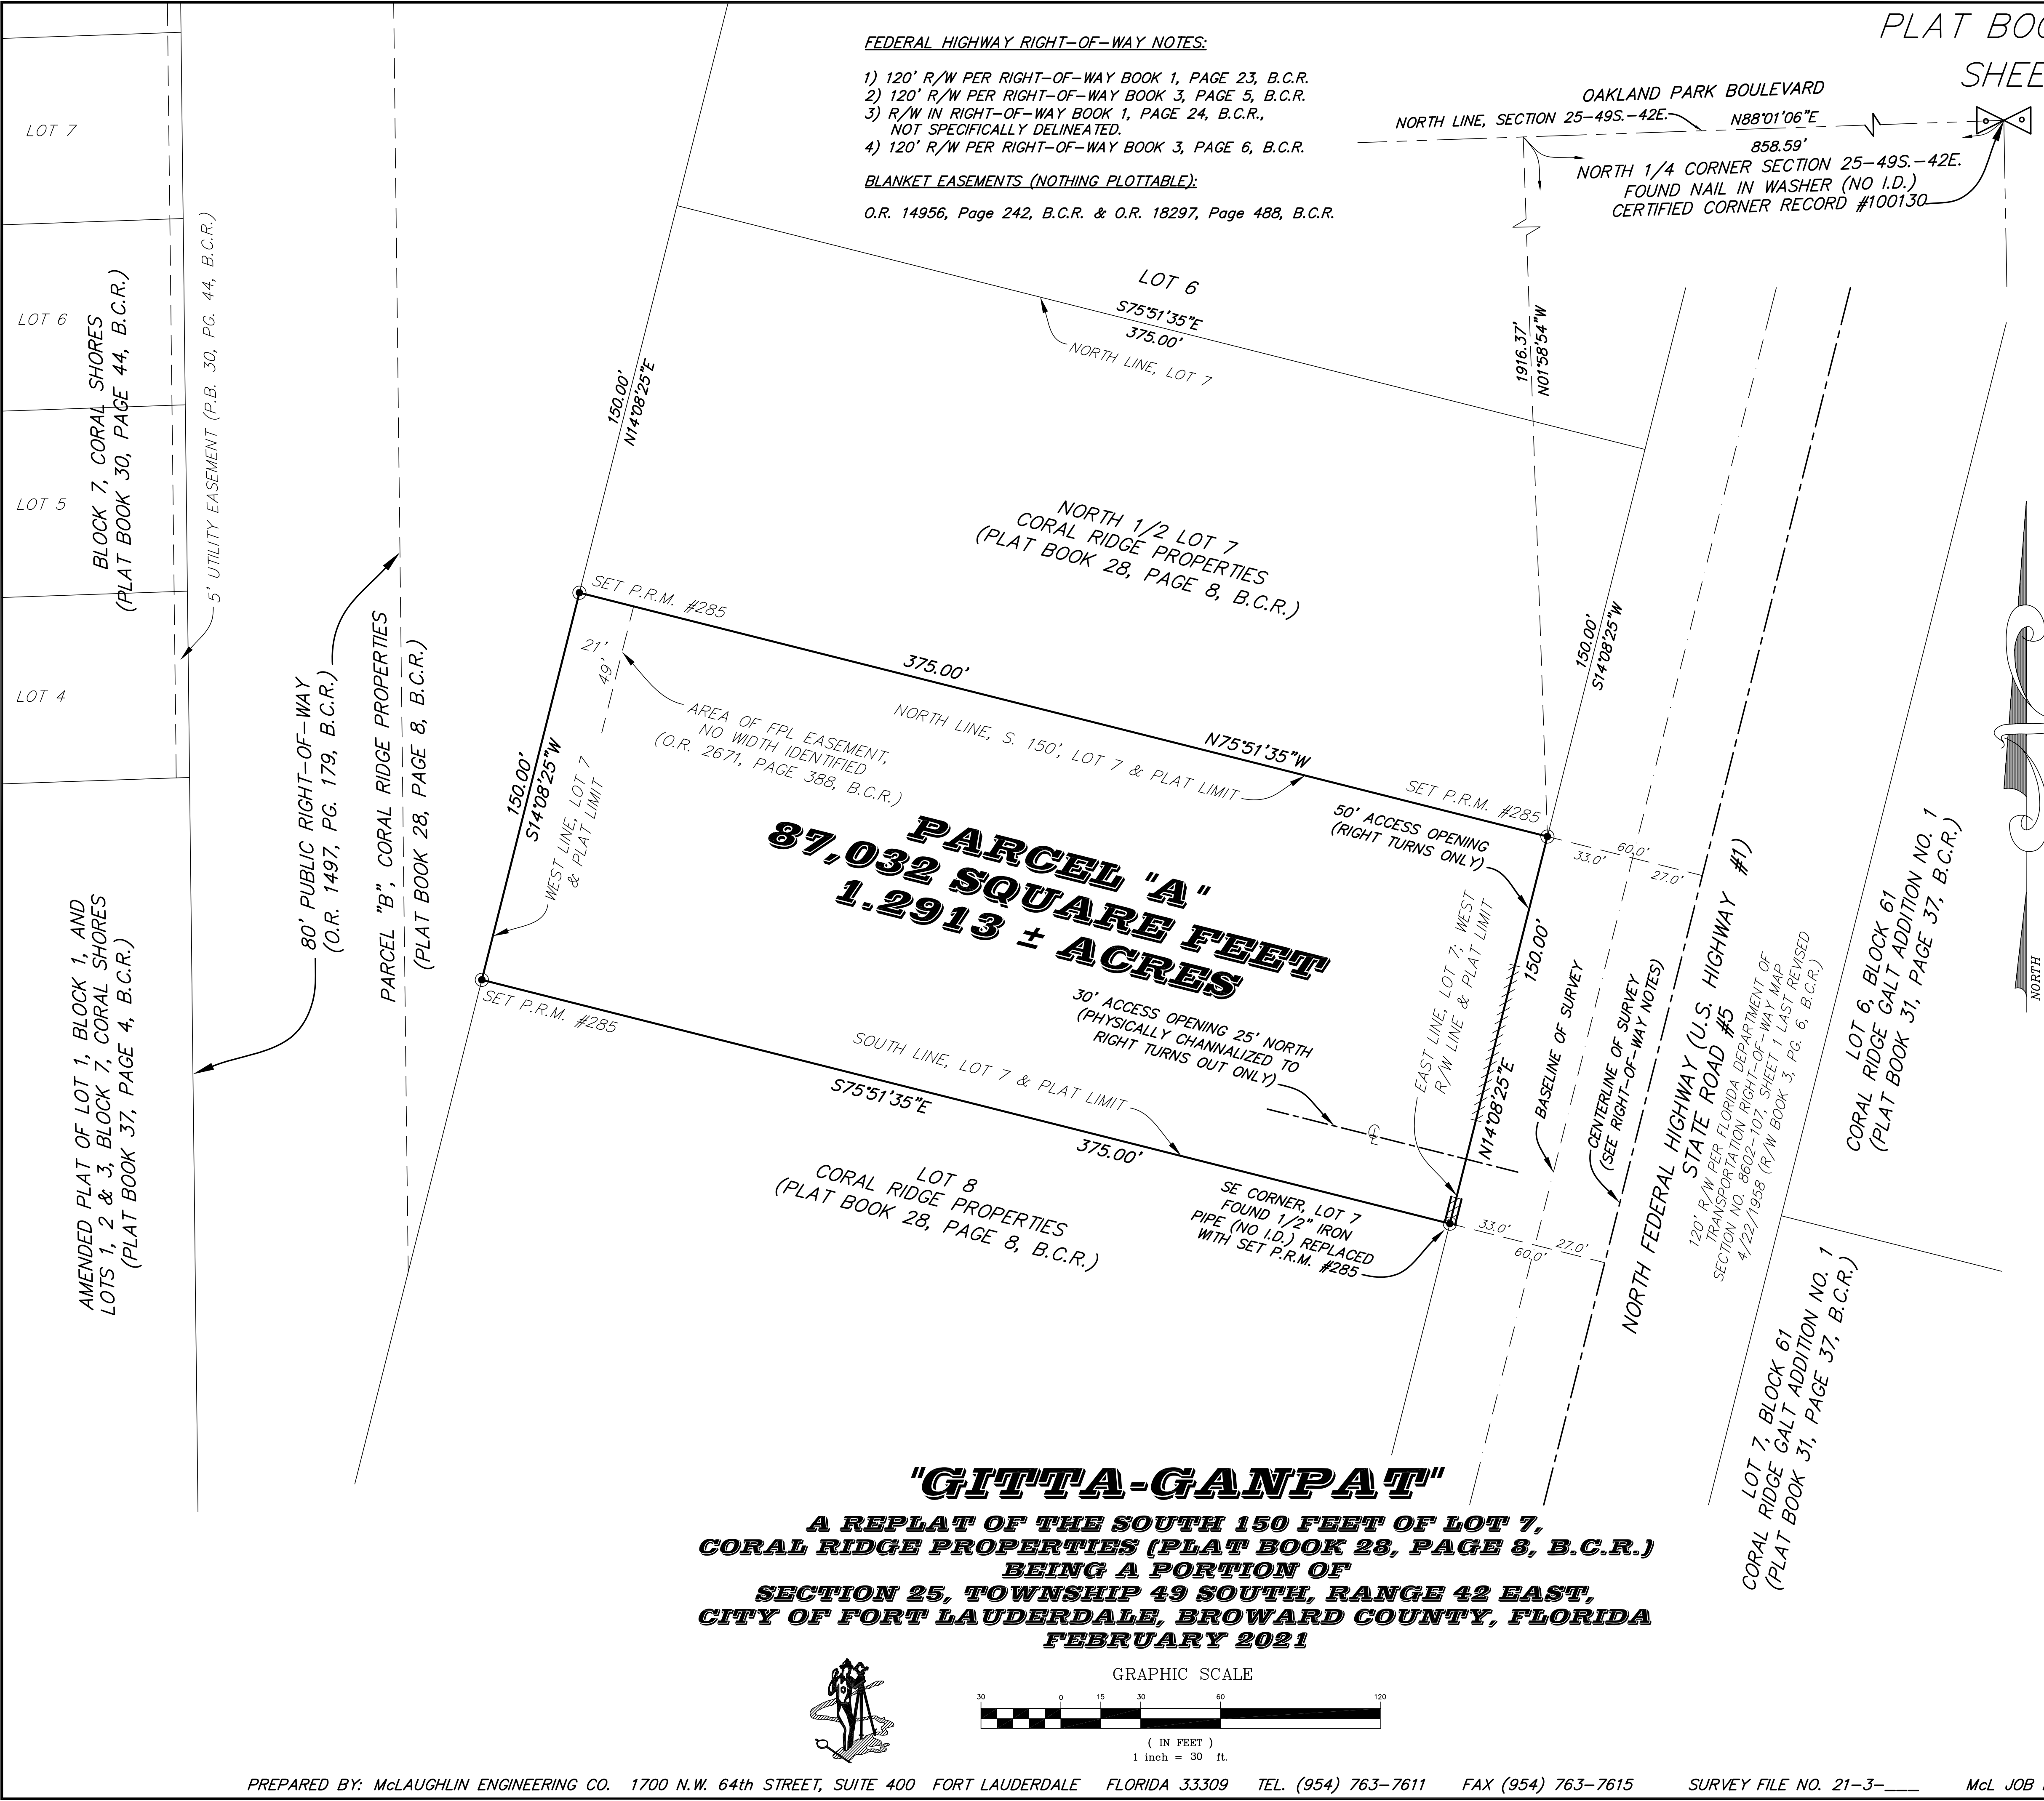 PLAT BOO
SHEE
FEDERAL HIGHWAY RIGHT-OF-WAY NOTES:
1) 120' R/W PER RIGHT-OF-WAY BOOK 1, PAGE 23, B.C.R.
2) 120' R/W PER RIGHT-OF-WAY BOOK 3, PAGE 5, B.C.R.
3) R/W IN RIGHT-OF-WAY BOOK 1, PAGE 24, B.C.R.,
NOT SPECIFICALLY DELINEATED.
4) 120' R/W PER RIGHT-OF-WAY BOOK 3, PAGE 6, B.C.R.
BLANKET EASEMENTS (NOTHING PLOTTABLE):
O.R. 14956, Page 242, B.C.R. & O.R. 18297, Page 488, B.C.R.
OAKLAND PARK BOULEVARD
NORTH LINE, SECTION 25-49S.-42E.
N88°01'06"E
858.59'
NORTH 1/4 CORNER SECTION 25-49S.-42E.
FOUND NAIL IN WASHER (NO I.D.)
CERTIFIED CORNER RECORD #100130
1916.37'
N01°58'54"W
LOT 7
LOT 6
LOT 5
LOT 4
BLOCK 7, CORAL SHORES
(PLAT BOOK 30, PAGE 44, B.C.R.)
5' UTILITY EASEMENT (P.B. 30, PG. 44, B.C.R.)
80' PUBLIC RIGHT-OF-WAY
(O.R. 1497, PG. 179, B.C.R.)
PARCEL "B", CORAL RIDGE PROPERTIES
(PLAT BOOK 28, PAGE 8, B.C.R.)
AMENDED PLAT OF LOT 1, BLOCK 1, AND
LOTS 1, 2 & 3, BLOCK 7, CORAL SHORES
(PLAT BOOK 37, PAGE 4, B.C.R.)
LOT 6
S75°51'35"E
375.00'
NORTH LINE, LOT 7
150.00'
N14°08'25"E
NORTH 1/2 LOT 7
CORAL RIDGE PROPERTIES
(PLAT BOOK 28, PAGE 8, B.C.R.)
150.00'
S14°08'25"W
SET P.R.M. #285
21'
49'
375.00'
AREA OF FPL EASEMENT,
NO WIDTH IDENTIFIED
(O.R. 2671, PAGE 388, B.C.R.)
NORTH LINE, S. 150', LOT 7 & PLAT LIMIT
N75°51'35"W
SET P.R.M. #285
150.00'
S14°08'25"W
WEST LINE, LOT 7
& PLAT LIMIT
PARCEL "A"
87,032 SQUARE FEET
1.2913 ± ACRES
50' ACCESS OPENING
(RIGHT TURNS ONLY)
33.0'
60.0'
27.0'
150.00'
N14°08'25"E
EAST LINE, LOT 7; WEST
R/W LINE & PLAT LIMIT
30' ACCESS OPENING 25' NORTH
(PHYSICALLY CHANNALIZED TO
RIGHT TURNS OUT ONLY)
SET P.R.M. #285
SOUTH LINE, LOT 7 & PLAT LIMIT
S75°51'35"E
375.00'
LOT 8
CORAL RIDGE PROPERTIES
(PLAT BOOK 28, PAGE 8, B.C.R.)
SE CORNER, LOT 7
FOUND 1/2" IRON
PIPE (NO I.D.) REPLACED
WITH SET P.R.M. #285
33.0'
60.0'
27.0'
BASELINE OF SURVEY
CENTERLINE OF SURVEY
(SEE RIGHT-OF-WAY NOTES)
NORTH FEDERAL HIGHWAY (U.S. HIGHWAY #1)
STATE ROAD #5
120' R/W PER FLORIDA DEPARTMENT OF
TRANSPORTATION RIGHT-OF-WAY MAP
SECTION NO. 8602-107, SHEET 1 LAST REVISED
4/22/1958 (R/W BOOK 3, PG. 6, B.C.R.)
LOT 6, BLOCK 61
CORAL RIDGE GALT ADDITION NO. 1
(PLAT BOOK 31, PAGE 37, B.C.R.)
LOT 7, BLOCK 61
CORAL RIDGE GALT ADDITION NO. 1
(PLAT BOOK 31, PAGE 37, B.C.R.)
NORTH
"GITTA-GANPAT"
A REPLAT OF THE SOUTH 150 FEET OF LOT 7,
CORAL RIDGE PROPERTIES (PLAT BOOK 28, PAGE 8, B.C.R.)
BEING A PORTION OF
SECTION 25, TOWNSHIP 49 SOUTH, RANGE 42 EAST,
CITY OF FORT LAUDERDALE, BROWARD COUNTY, FLORIDA
FEBRUARY 2021
GRAPHIC SCALE
30 0 15 30 60 120
( IN FEET )
1 inch = 30 ft.
PREPARED BY: McLAUGHLIN ENGINEERING CO. 1700 N.W. 64th STREET, SUITE 400 FORT LAUDERDALE FLORIDA 33309 TEL. (954) 763-7611 FAX (954) 763-7615 SURVEY FILE NO. 21-3-___ McL JOB